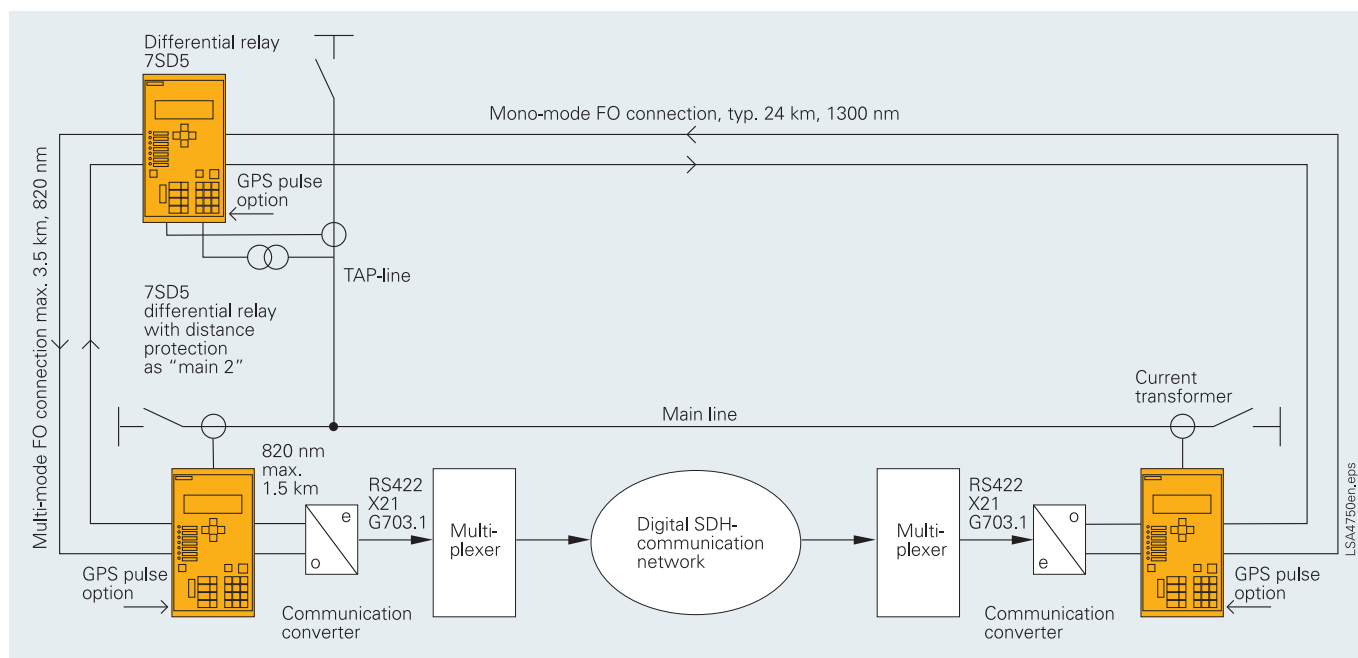 Differential relay
7SD5
Mono-mode FO connection, typ. 24 km, 1300 nm
Multi-mode FO connection max. 3.5 km, 820 nm
GPS pulse
option
TAP-line
7SD5
differential relay
with distance
protection
as “main 2”
Main line
Current
transformer
820 nm
max.
1.5 km
RS422
X21
G703.1
e
o
Multi-
plexer
Digital SDH-
communication
network
Multi-
plexer
RS422
X21
G703.1
o
e
GPS pulse
option
Communication
converter
Communication
converter
GPS pulse
option
LSA4750en.eps